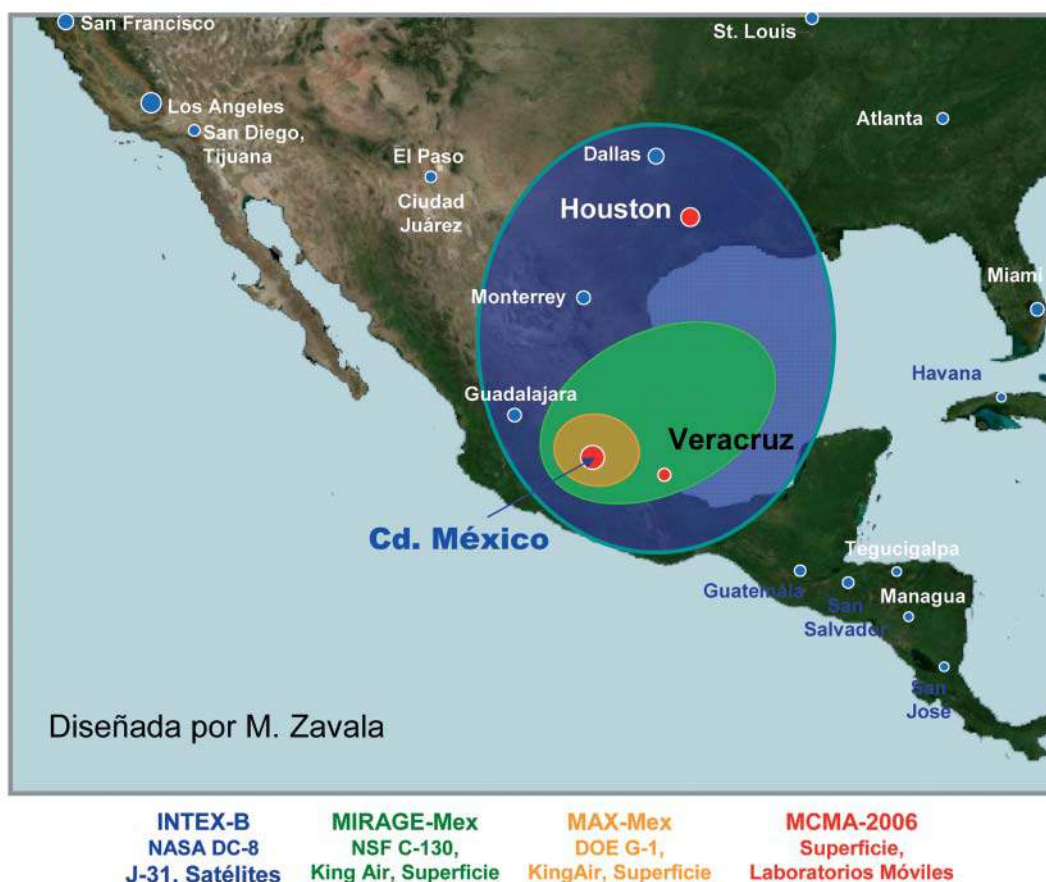 San Francisco
St. Louis
Los Angeles
Atlanta
San Diego,
Tijuana
El Paso
Dallas
Ciudad
Juárez
Houston
Miami
Monterrey
Havana
Guadalajara
Veracruz
Cd. México
Tegucigalpa
Guatemala
Managua
San
Salvador
San
José
Diseñada por M. Zavala
INTEX-B
NASA DC-8
J-31, Satélites
MIRAGE-Mex
NSF C-130,
King Air, Superficie
MAX-Mex
DOE G-1,
KingAir, Superficie
MCMA-2006
Superficie,
Laboratorios Móviles